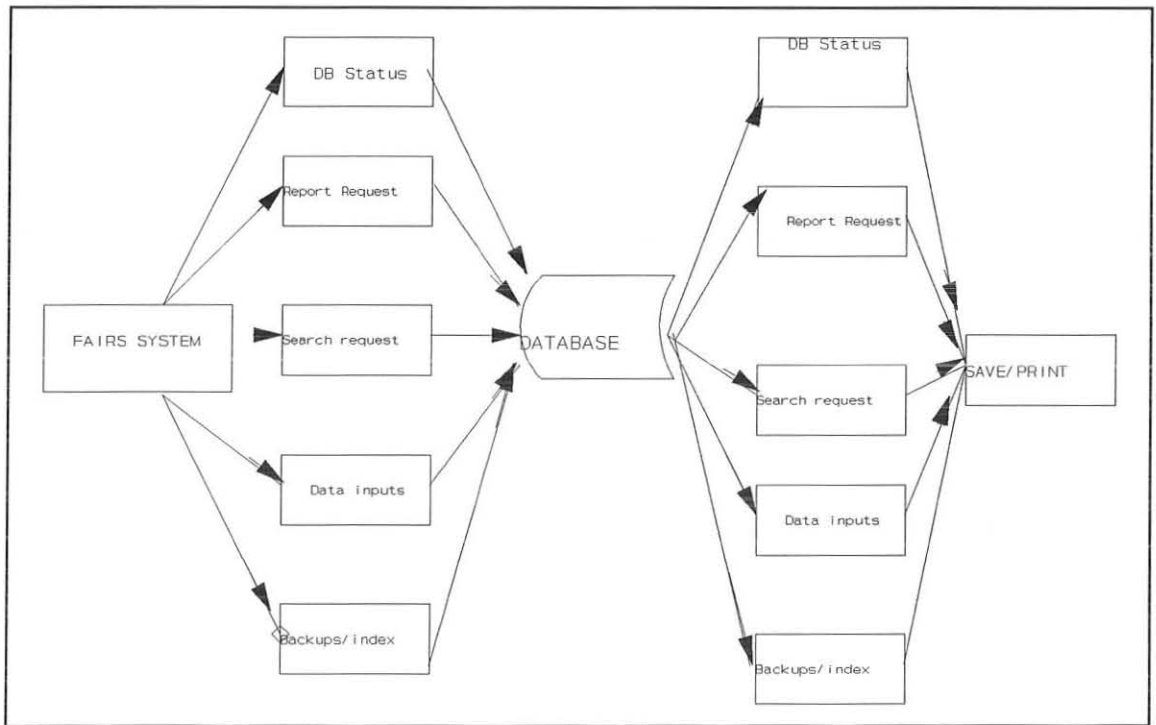 DB Status
Report Request
FAIRS SYSTEM
Search request
Data inputs
Backups/index
DATABASE
DB Status
Report Request
Search request
Data inputs
Backups/index
SAVE/PRINT